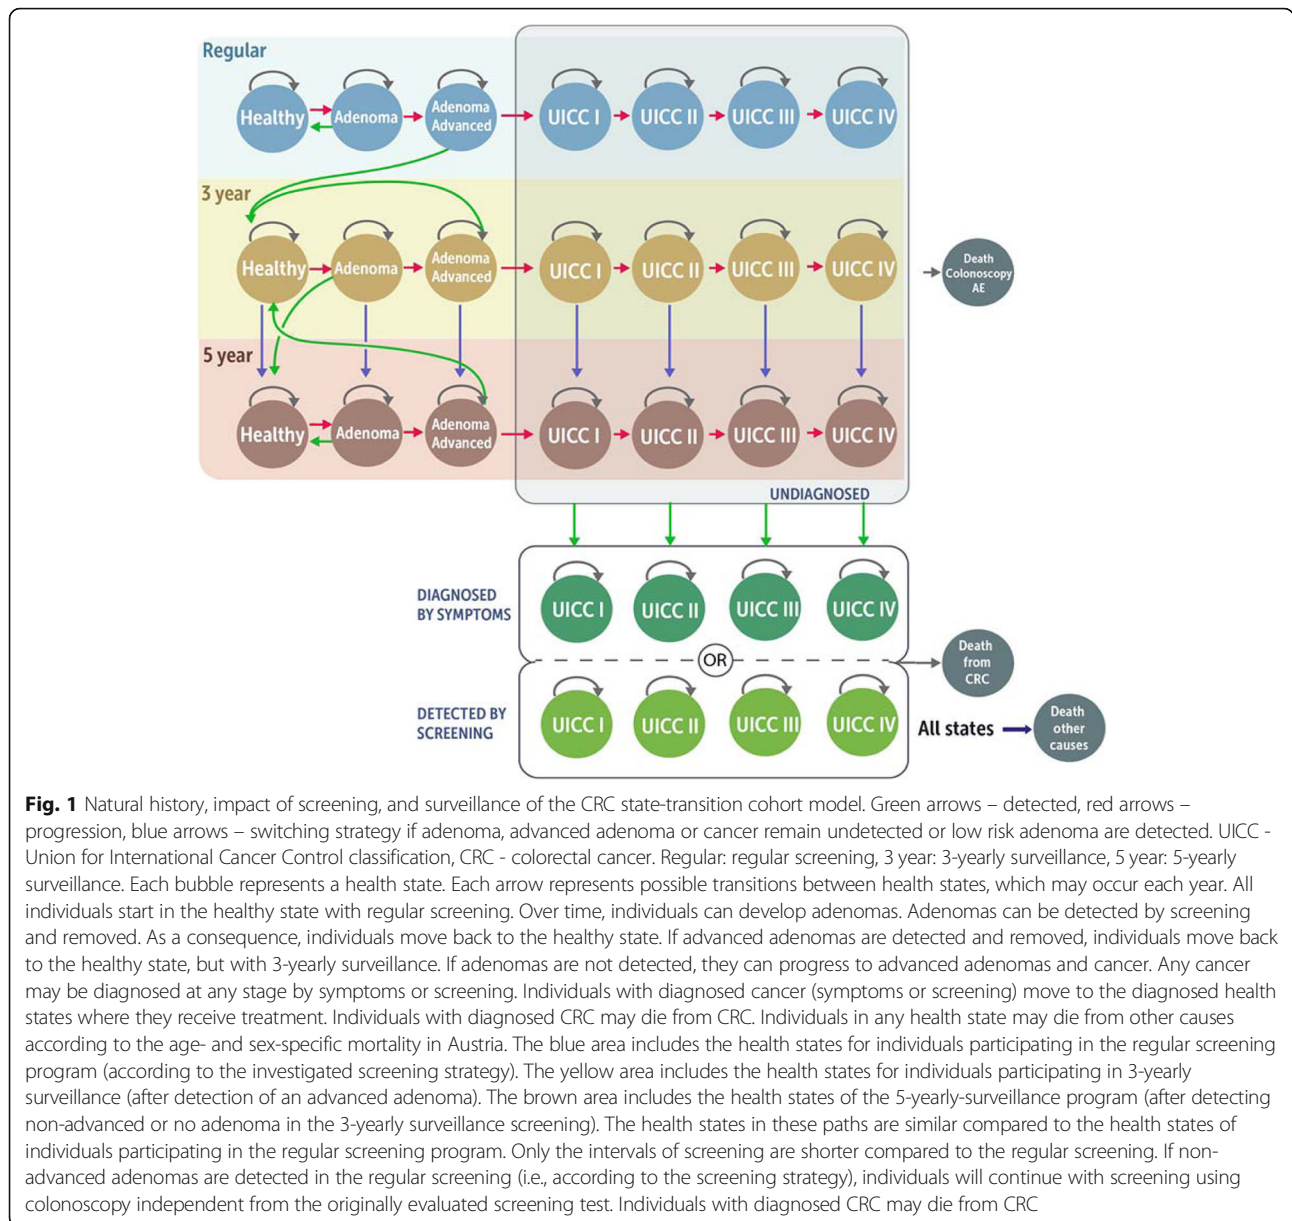 Regular
Healthy
Adenoma
Adenoma
Advanced
UICC I
UICC II
UICC III
UICC IV
3 year
Healthy
Adenoma
Adenoma
Advanced
UICC I
UICC II
UICC III
UICC IV
Death
Colonoscopy
AE
5 year
Healthy
Adenoma
Adenoma
Advanced
UICC I
UICC II
UICC III
UICC IV
UNDIAGNOSED
DIAGNOSED
BY SYMPTOMS
UICC I
UICC II
UICC III
UICC IV
OR
Death
from
CRC
DETECTED BY
SCREENING
UICC I
UICC II
UICC III
UICC IV
All states
Death
other
causes
Fig. 1 Natural history, impact of screening, and surveillance of the CRC state-transition cohort model. Green arrows – detected, red arrows –
progression, blue arrows – switching strategy if adenoma, advanced adenoma or cancer remain undetected or low risk adenoma are detected. UICC -
Union for International Cancer Control classification, CRC - colorectal cancer. Regular: regular screening, 3 year: 3-yearly surveillance, 5 year: 5-yearly
surveillance. Each bubble represents a health state. Each arrow represents possible transitions between health states, which may occur each year. All
individuals start in the healthy state with regular screening. Over time, individuals can develop adenomas. Adenomas can be detected by screening
and removed. As a consequence, individuals move back to the healthy state. If advanced adenomas are detected and removed, individuals move back
to the healthy state, but with 3-yearly surveillance. If adenomas are not detected, they can progress to advanced adenomas and cancer. Any cancer
may be diagnosed at any stage by symptoms or screening. Individuals with diagnosed cancer (symptoms or screening) move to the diagnosed health
states where they receive treatment. Individuals with diagnosed CRC may die from CRC. Individuals in any health state may die from other causes
according to the age- and sex-specific mortality in Austria. The blue area includes the health states for individuals participating in the regular screening
program (according to the investigated screening strategy). The yellow area includes the health states for individuals participating in 3-yearly
surveillance (after detection of an advanced adenoma). The brown area includes the health states of the 5-yearly-surveillance program (after detecting
non-advanced or no adenoma in the 3-yearly surveillance screening). The health states in these paths are similar compared to the health states of
individuals participating in the regular screening program. Only the intervals of screening are shorter compared to the regular screening. If non-
advanced adenomas are detected in the regular screening (i.e., according to the screening strategy), individuals will continue with screening using
colonoscopy independent from the originally evaluated screening test. Individuals with diagnosed CRC may die from CRC